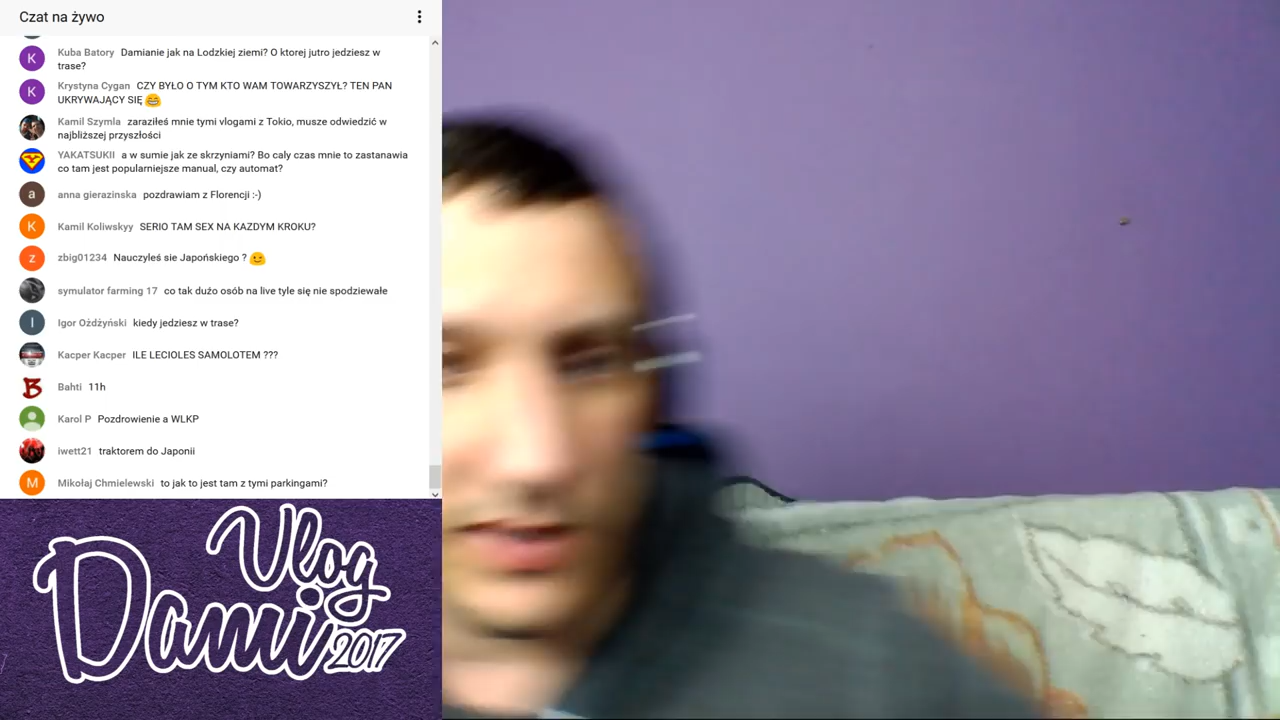 Czat na żywo
K Kuba Batory Damianie jak na Lodzkiej ziemi? O ktorej jutro jedziesz w
trase?
K Krystyna Cygan CZY BYŁO O TYM KTO WAM TOWARZYSZYŁ? TEN PAN
UKRYWAJĄCY SIĘ 😂
Kamil Szymla zaraziłeś mnie tymi vlogami z Tokio, musze odwiedzić w
najbliższej przyszłości
YAKATSUKII a w sumie jak ze skrzyniami? Bo caly czas mnie to zastanawia
co tam jest popularniejsze manual, czy automat?
a anna gierazinska pozdrawiam z Florencji :-)
K Kamil Koliwskyy SERIO TAM SEX NA KAZDYM KROKU?
z zbig01234 Nauczyleś sie Japońskiego ? 😉
symulator farming 17 co tak dużo osób na live tyle się nie spodziewałe
I Igor Ożdżyński kiedy jedziesz w trase?
Kacper Kacper ILE LECIOLES SAMOLOTEM ???
B Bahti 11h
Karol P Pozdrowienie a WLKP
iwett21 traktorem do Japonii
M Mikołaj Chmielewski to jak to jest tam z tymi parkingami?
Vlog
Dami
2017